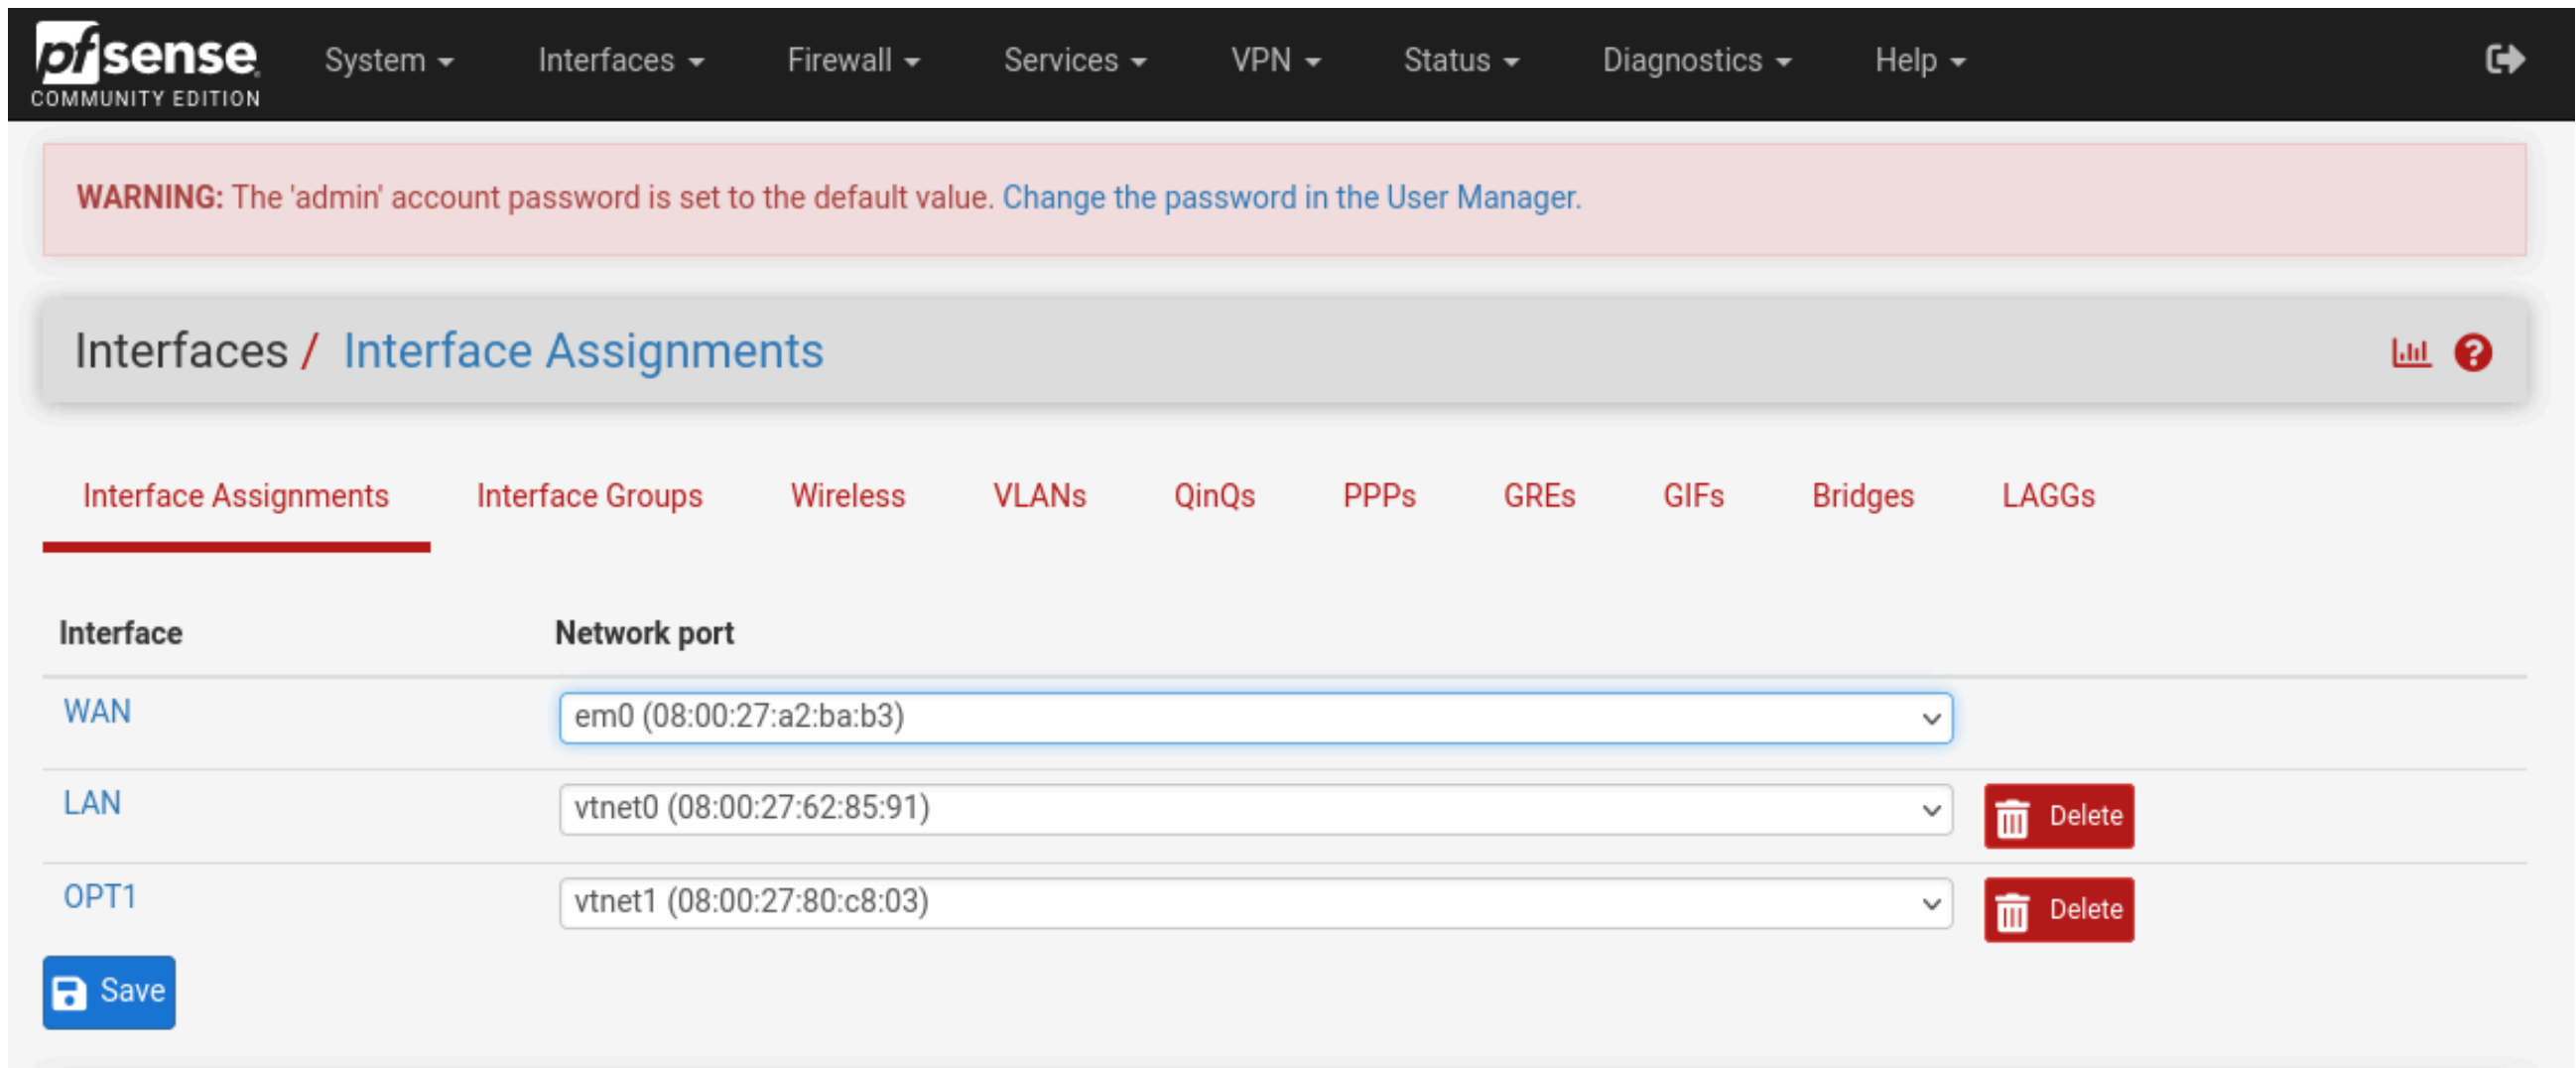 pfsense System Interfaces Firewall Services VPN Status Diagnostics Help
COMMUNITY EDITION
WARNING: The 'admin' account password is set to the default value. Change the password in the User Manager.
Interfaces / Interface Assignments
Interface Assignments Interface Groups Wireless VLANs QinQs PPPs GREs GIFs Bridges LAGGs
Interface Network port
WAN em0 (08:00:27:a2:ba:b3)
LAN vtnet0 (08:00:27:62:85:91) Delete
OPT1 vtnet1 (08:00:27:80:c8:03) Delete
Save